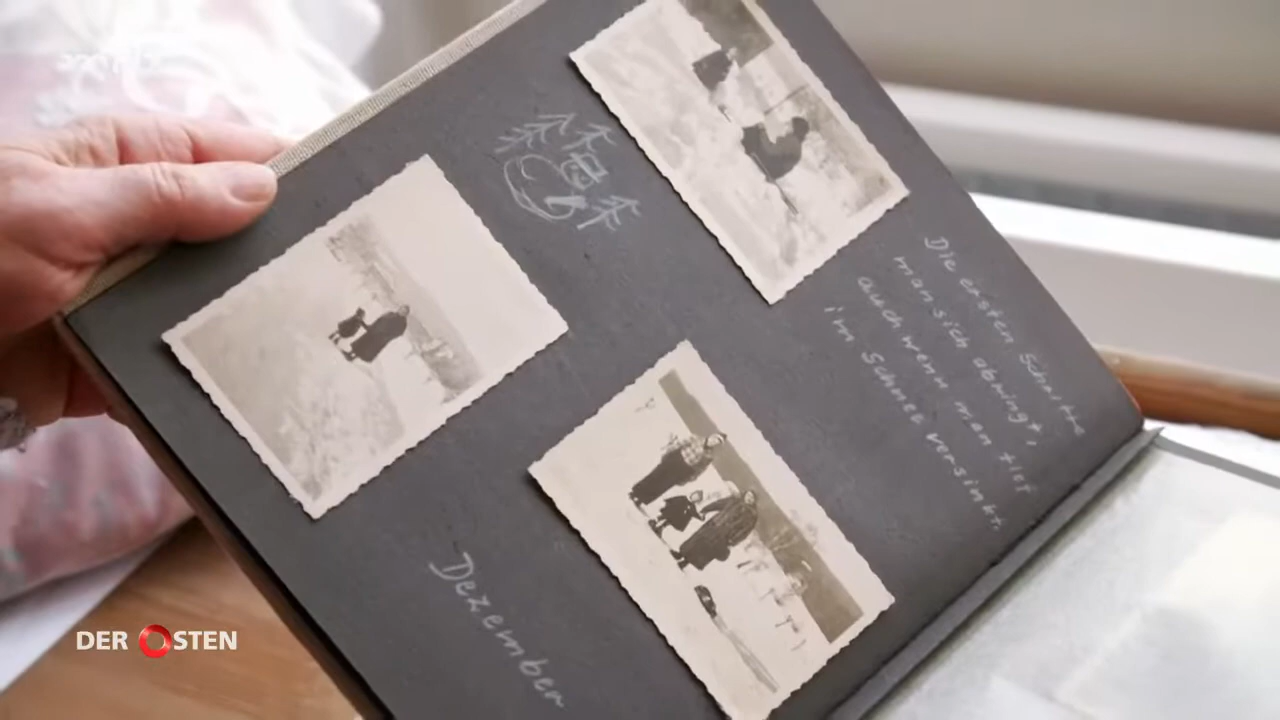 Die ersten Schritte
man sich abringt,
auch wenn man tief
im Schnee versinkt.
Dezember
DER OSTEN